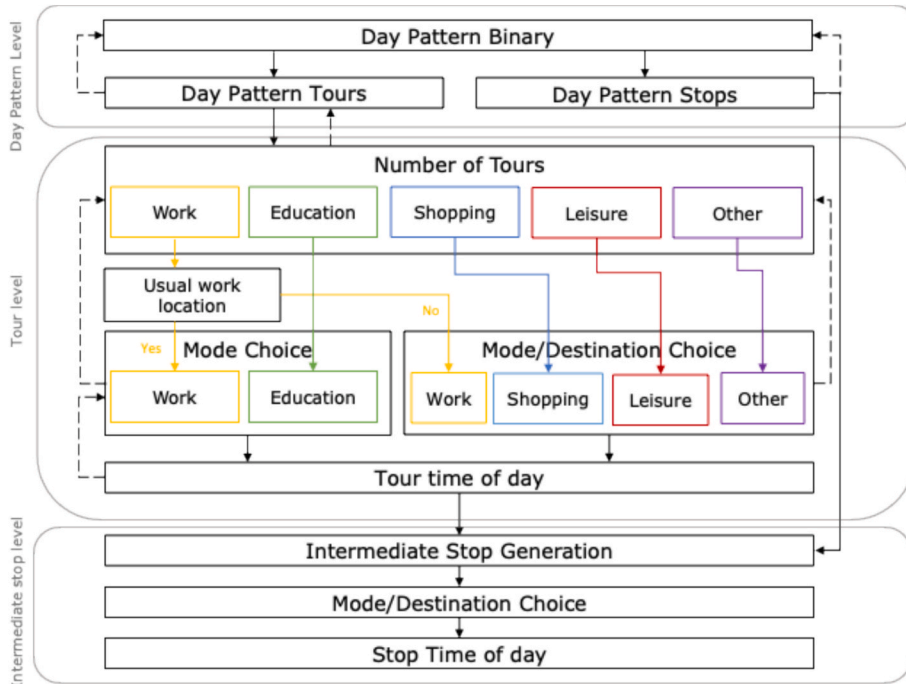 Day Pattern Level
Day Pattern Binary
Day Pattern Tours
Day Pattern Stops
Tour level
Number of Tours
Work
Education
Shopping
Leisure
Other
Usual work
location
No
Yes
Mode Choice
Work
Education
Mode/Destination Choice
Work
Shopping
Leisure
Other
Tour time of day
Intermediate stop level
Intermediate Stop Generation
Mode/Destination Choice
Stop Time of day